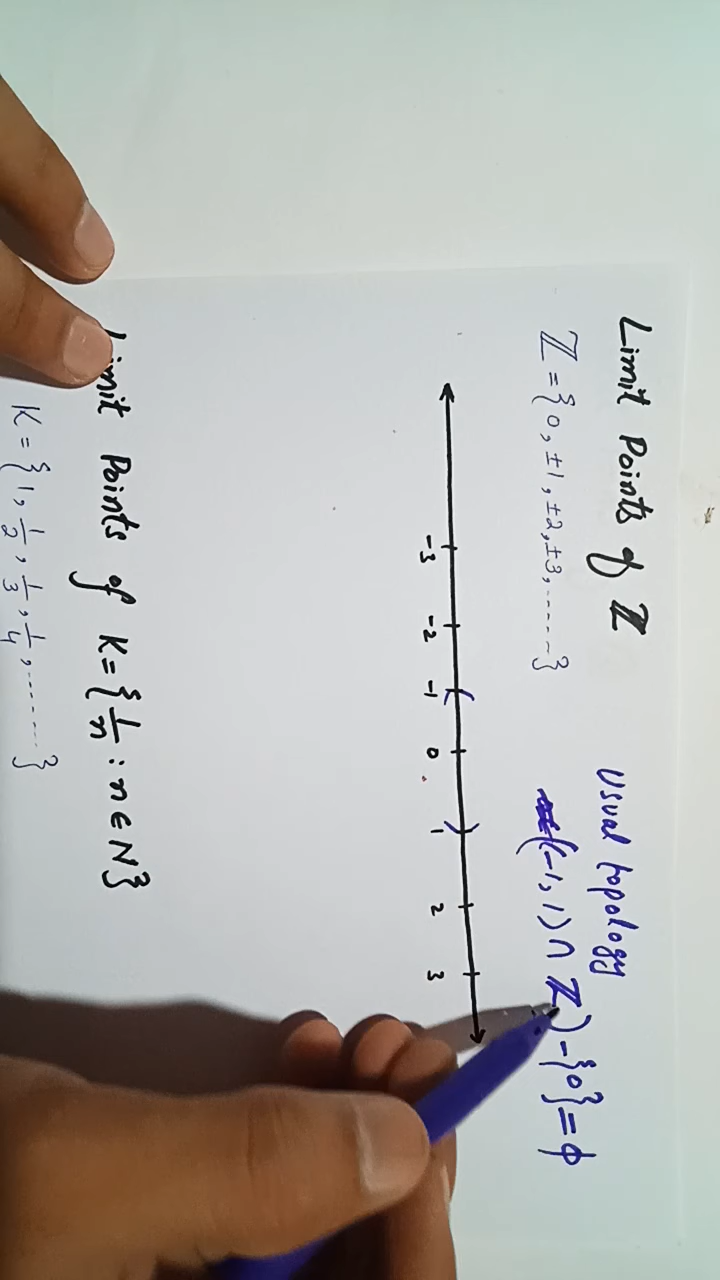 Limit Points of ℤ
Usual topology
ℤ = {0, ±1, ±2, ±3, ......}
((-1, 1) ∩ ℤ) - {0} = ϕ
-3 -2 -1 0 1 2 3
Limit Points of K = {1/n : n ∈ N}
K = {1, 1/2, 1/3, 1/4, ......}